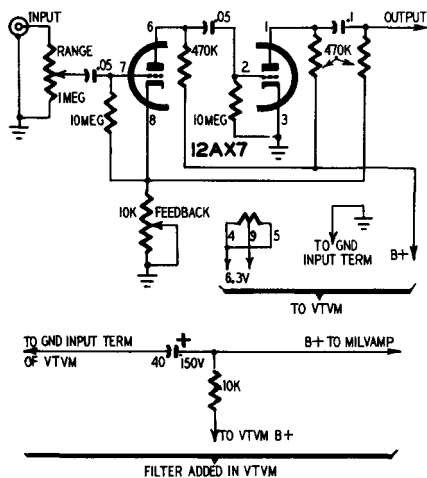 INPUT
RANGE
1MEG
.05
7
6
8
10MEG
470K
.05
2
1
3
10MEG
12AX7
.1
470K
OUTPUT
10K
FEEDBACK
4
9
5
6.3V
TO GND
INPUT TERM
B+
TO VTVM
TO GND INPUT TERM
OF VTVM
40
+
150V
B+ TO MILVAMP
10K
TO VTVM B+
FILTER ADDED IN VTVM